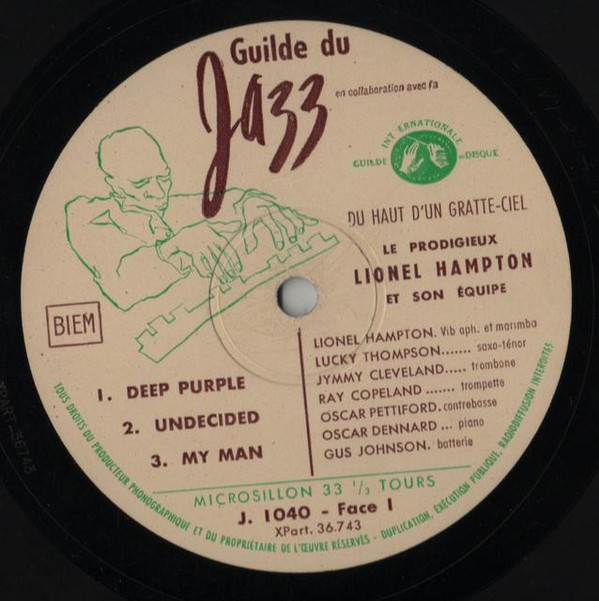 Guilde du
Jazz
en collaboration avec la
INTERNATIONALE
GUILDE DU DISQUE
DU HAUT D'UN GRATTE-CIEL
LE PRODIGIEUX
LIONEL HAMPTON
ET SON ÉQUIPE
BIEM
LIONEL HAMPTON. Vib aph. et marimba
LUCKY THOMPSON....... saxo-ténor
JYMMY CLEVELAND..... trombone
RAY COPELAND ....... trompette
OSCAR PETTIFORD. contrebasse
OSCAR DENNARD ... piano
GUS JOHNSON. batterie
1. DEEP PURPLE
2. UNDECIDED
3. MY MAN
MICROSILLON 33 1/3 TOURS
J. 1040 - Face I
XPart. 36.743
TOUS DROITS DU PRODUCTEUR PHONOGRAPHIQUE ET DU PROPRIÉTAIRE DE L'ŒUVRE RÉSERVÉS - DUPLICATION, EXÉCUTION PUBLIQUE, RADIODIFFUSION INTERDITES
XPART-36743